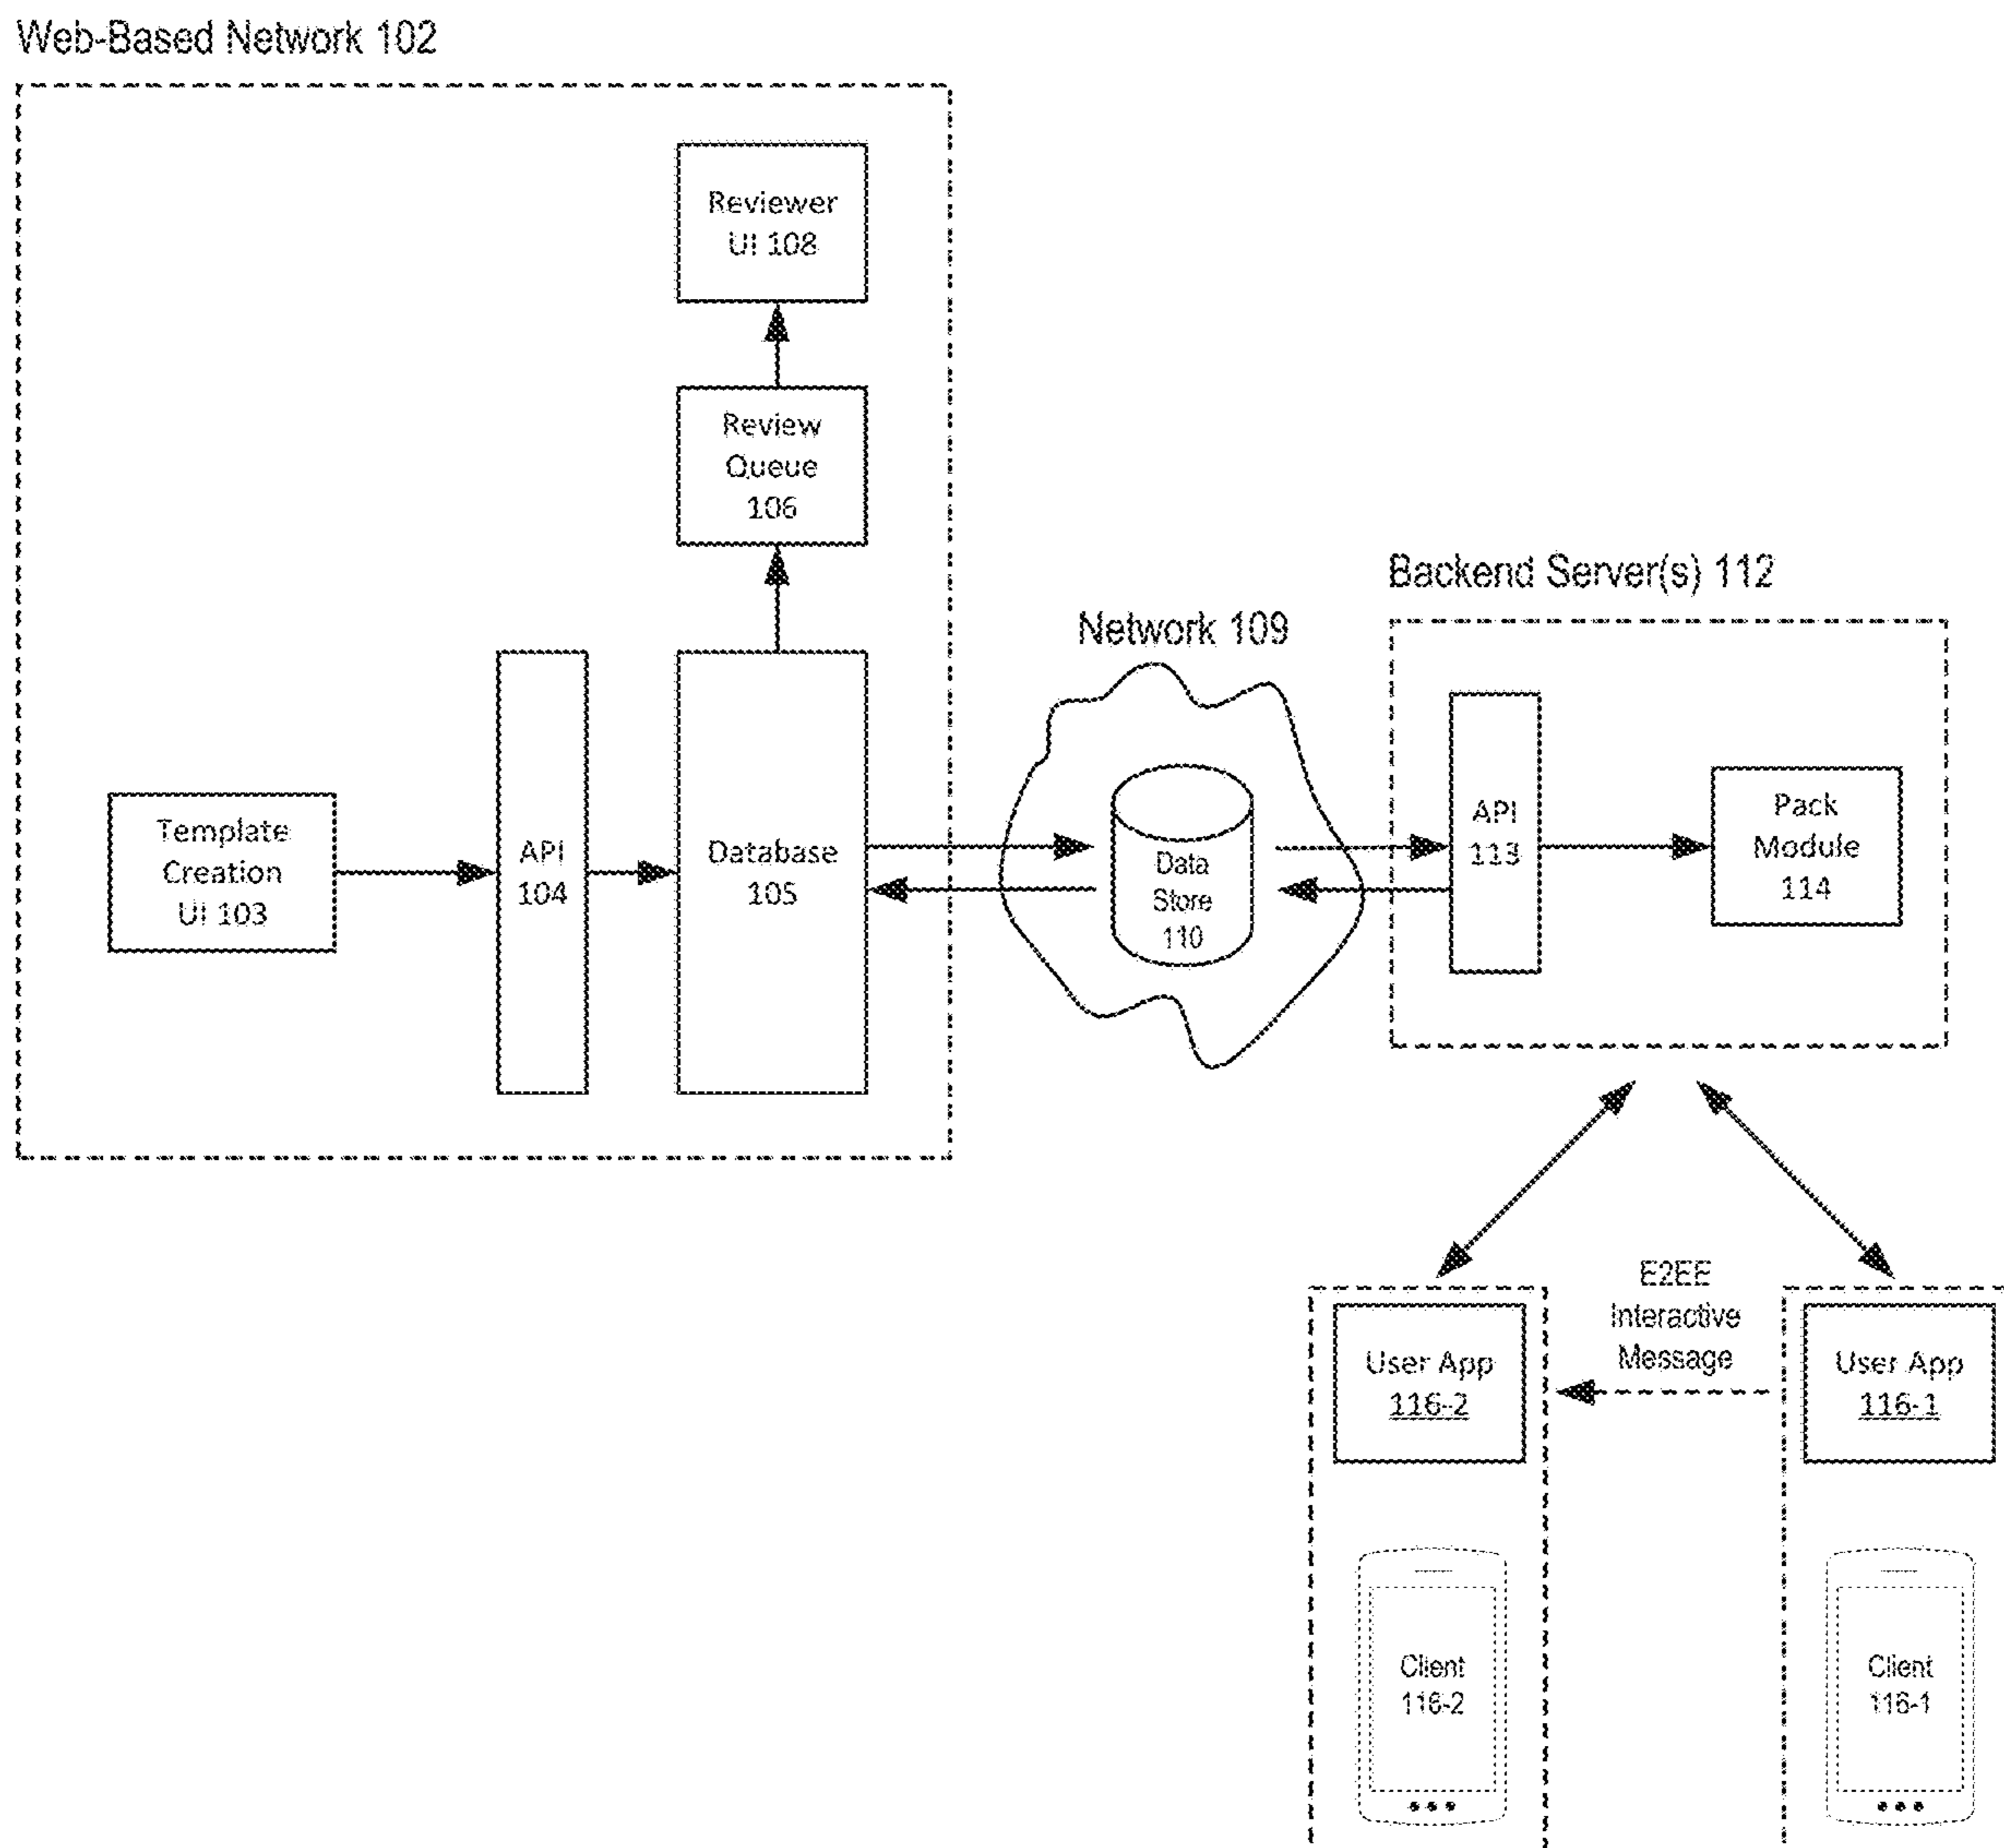 Web-Based Network 102
Reviewer
UI 108
Review
Queue
106
Backend Server(s) 112
Network 109
Template
Creation
UI 103
API
104
Database
105
Data
Store
110
API
113
Pack
Module
114
E2EE
Interactive
Message
User App
116-2
User App
116-1
Client
116-2
Client
116-1